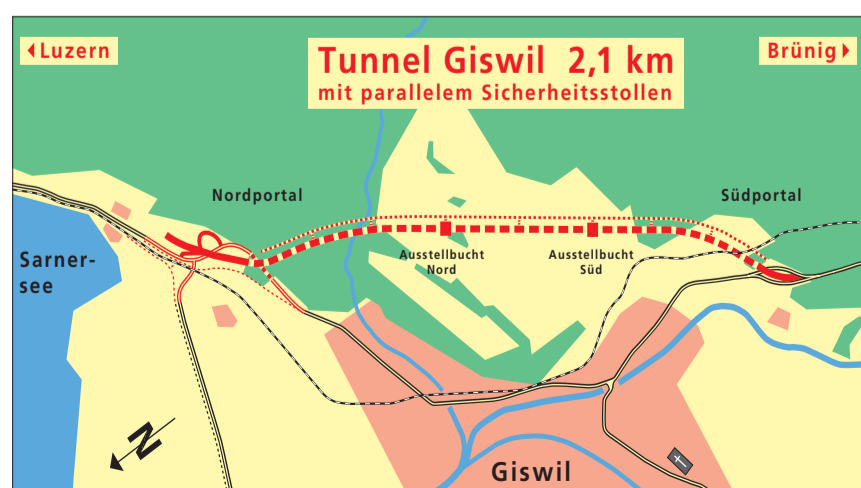 Luzern
Tunnel Giswil 2,1 km
mit parallelem Sicherheitsstollen
Brünig
Nordportal
Südportal
Sarner-
see
Ausstellbucht
Nord
Ausstellbucht
Süd
N
Giswil